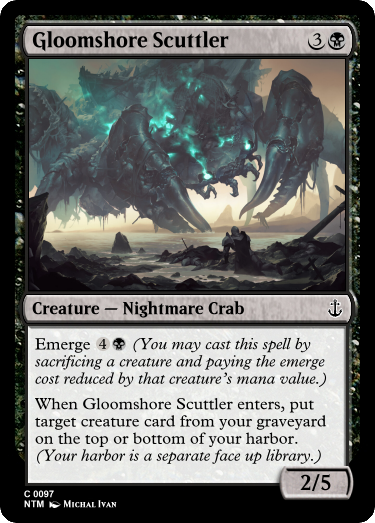 Gloomshore Scuttler 3
Creature — Nightmare Crab
Emerge 4 (You may cast this spell by
sacrificing a creature and paying the emerge
cost reduced by that creature's mana value.)
When Gloomshore Scuttler enters, put
target creature card from your graveyard
on the top or bottom of your harbor.
(Your harbor is a separate face up library.)
2/5
C 0097
NTM Michal Ivan